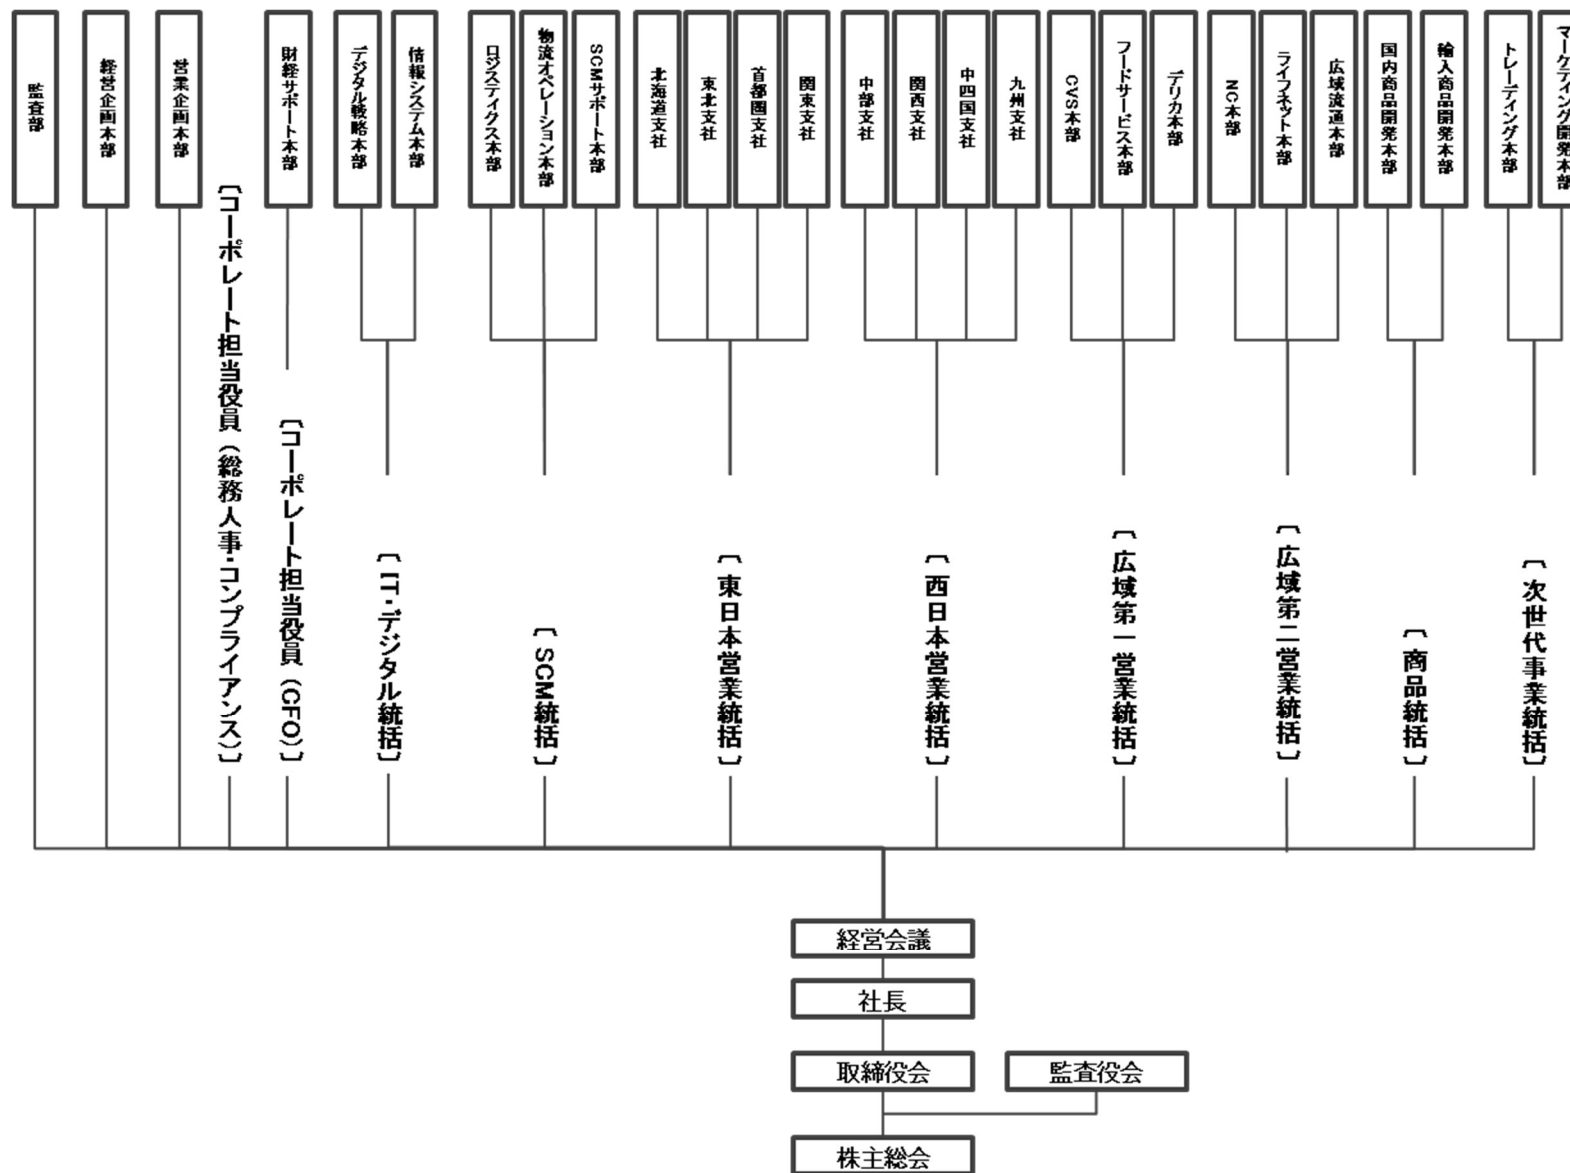 監査部
経営企画本部
営業企画本部
財経サポート本部
デジタル戦略本部
情報システム本部
ロジスティクス本部
物流オペレーション本部
SCMサポート本部
北海道支社
東北支社
首都圏支社
関東支社
中部支社
関西支社
中四国支社
九州支社
CVS本部
フードサービス本部
デリカ本部
NC本部
ライフネット本部
広域流通本部
国内商品開発本部
輸入商品開発本部
トレーディング本部
マーケティング開発本部
〔コーポレート担当役員(総務人事・コンプライアンス)〕
〔コーポレート担当役員(CFO)〕
〔IT・デジタル統括〕
〔SCM統括〕
〔東日本営業統括〕
〔西日本営業統括〕
〔広域第一営業統括〕
〔広域第二営業統括〕
〔商品統括〕
〔次世代事業統括〕
経営会議
社長
取締役会
監査役会
株主総会